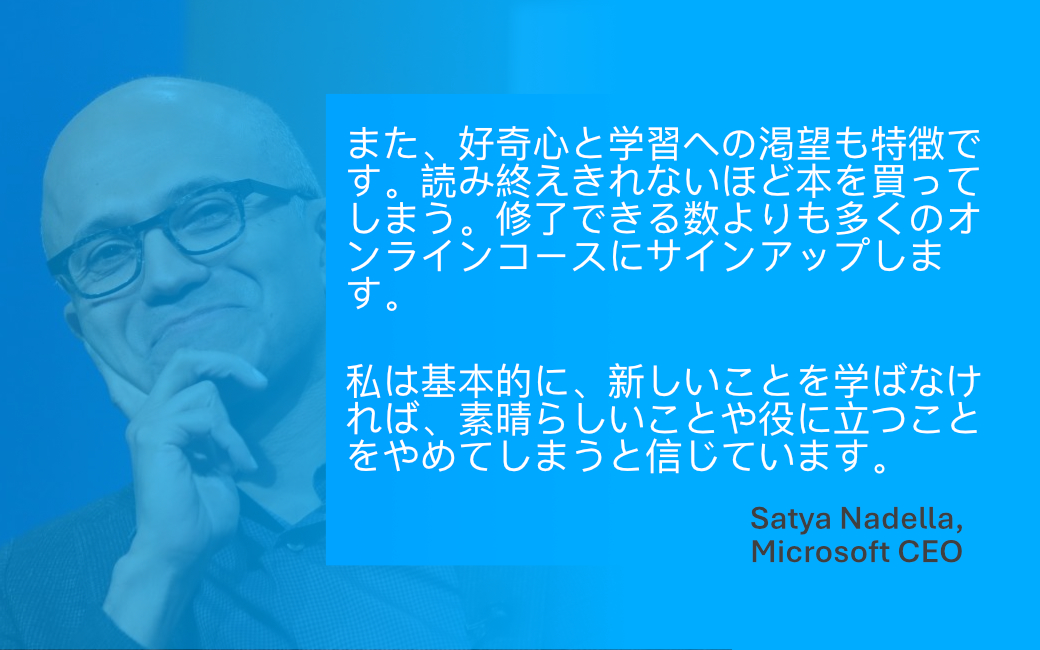 また、好奇心と学習への渇望も特徴で
す。読み終えきれないほど本を買って
しまう。修了できる数よりも多くのオ
ンラインコースにサインアップしま
す。
私は基本的に、新しいことを学ばなけ
れば、素晴らしいことや役に立つこと
をやめてしまうと信じています。
Satya Nadella,
Microsoft CEO